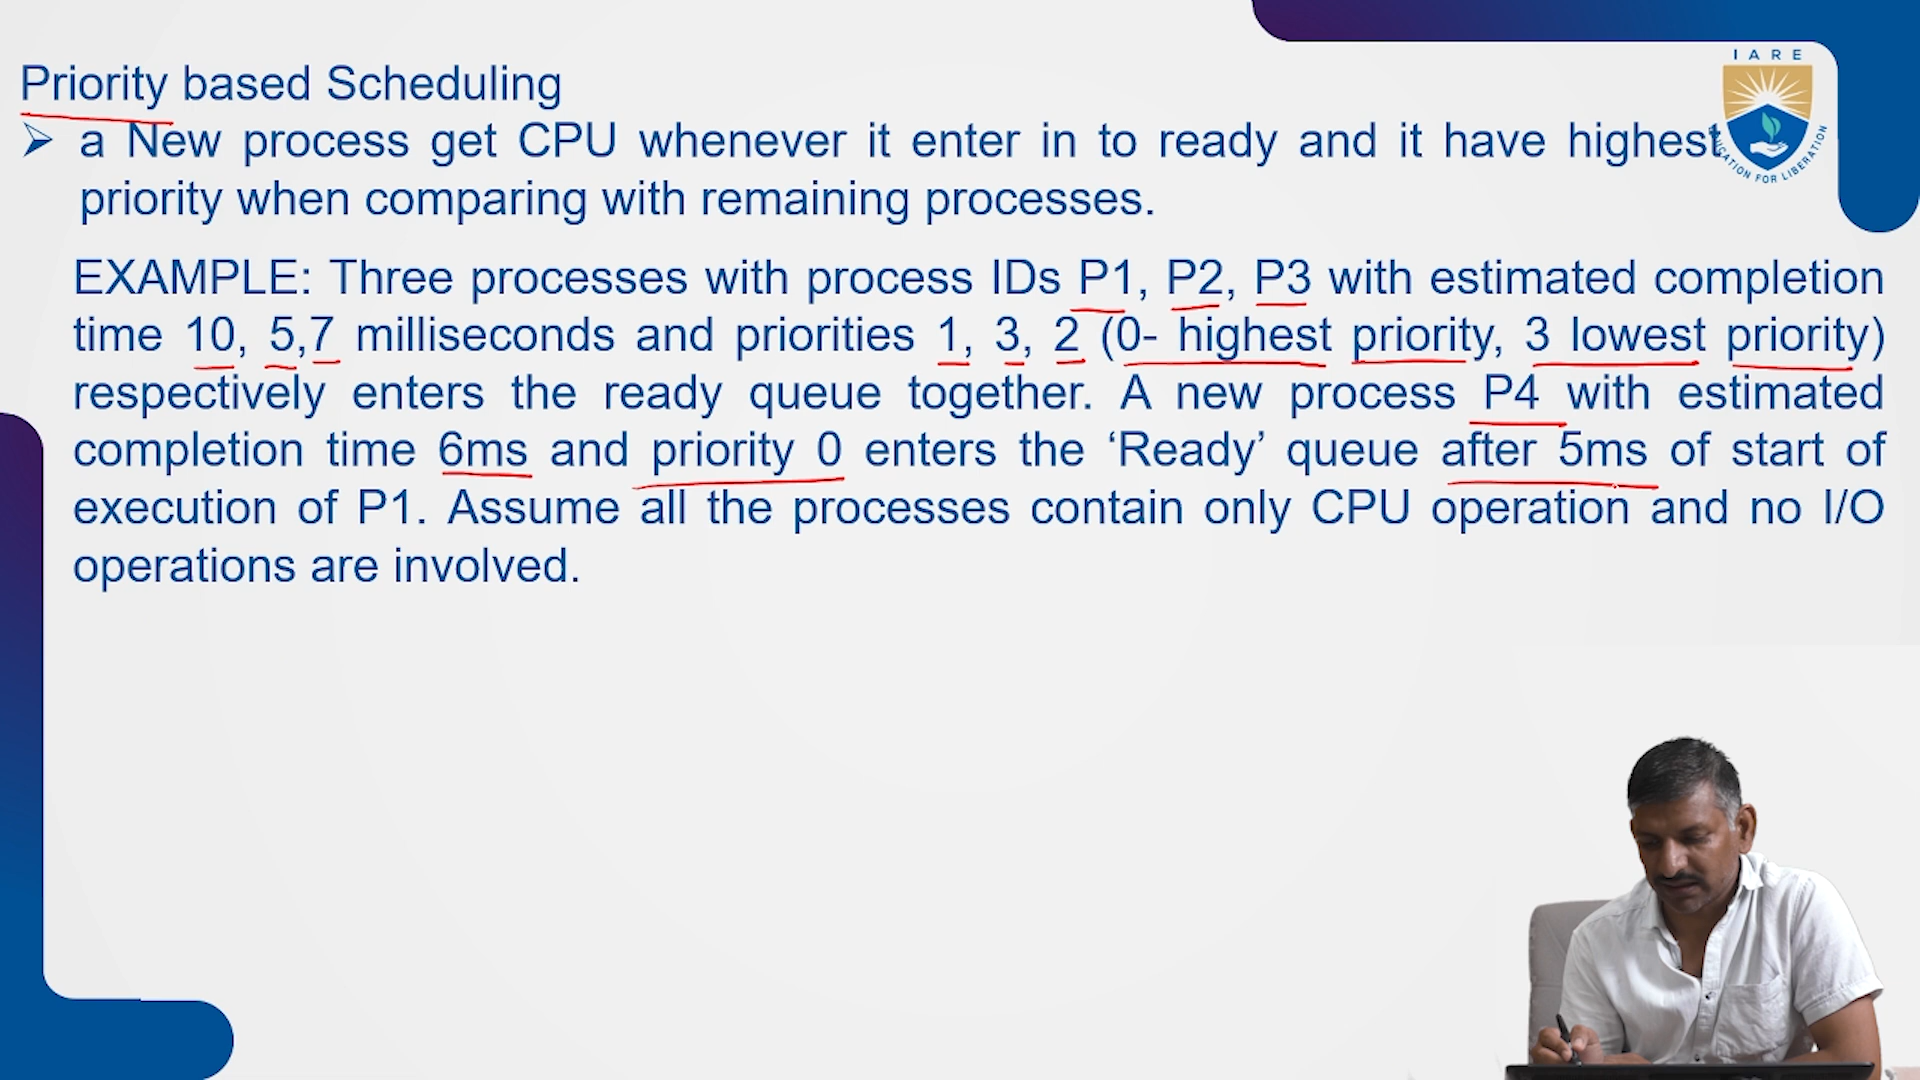 I A R E
Priority based Scheduling
➢ a New process get CPU whenever it enter in to ready and it have highest
priority when comparing with remaining processes.
EDUCATION FOR LIBERATION
EXAMPLE: Three processes with process IDs P1, P2, P3 with estimated completion
time 10, 5,7 milliseconds and priorities 1, 3, 2 (0- highest priority, 3 lowest priority)
respectively enters the ready queue together. A new process P4 with estimated
completion time 6ms and priority 0 enters the ‘Ready’ queue after 5ms of start of
execution of P1. Assume all the processes contain only CPU operation and no I/O
operations are involved.